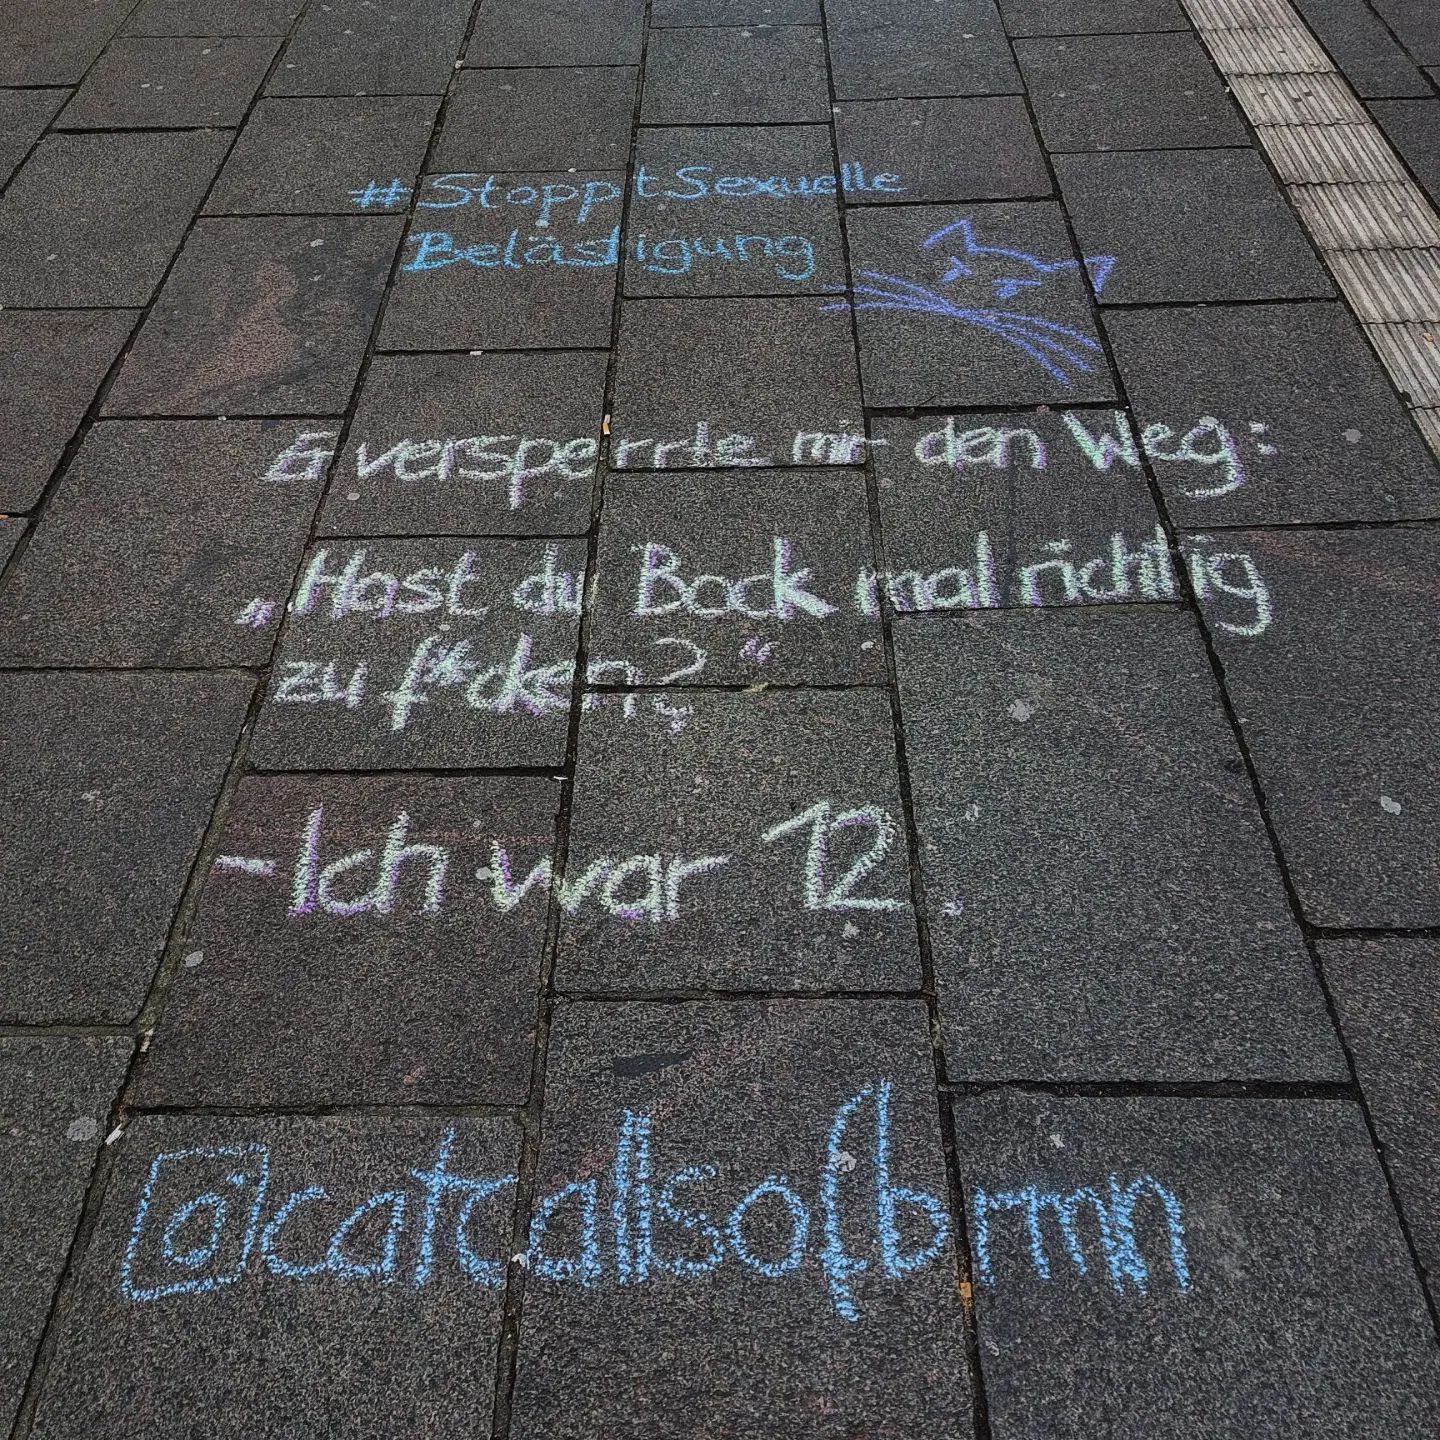 #StopptSexuelle
Belästigung
Er versperrte mir den Weg:
„Hast du Bock mal richtig
zu f*cken?“
-Ich war 12.
@catcallsofbrmn